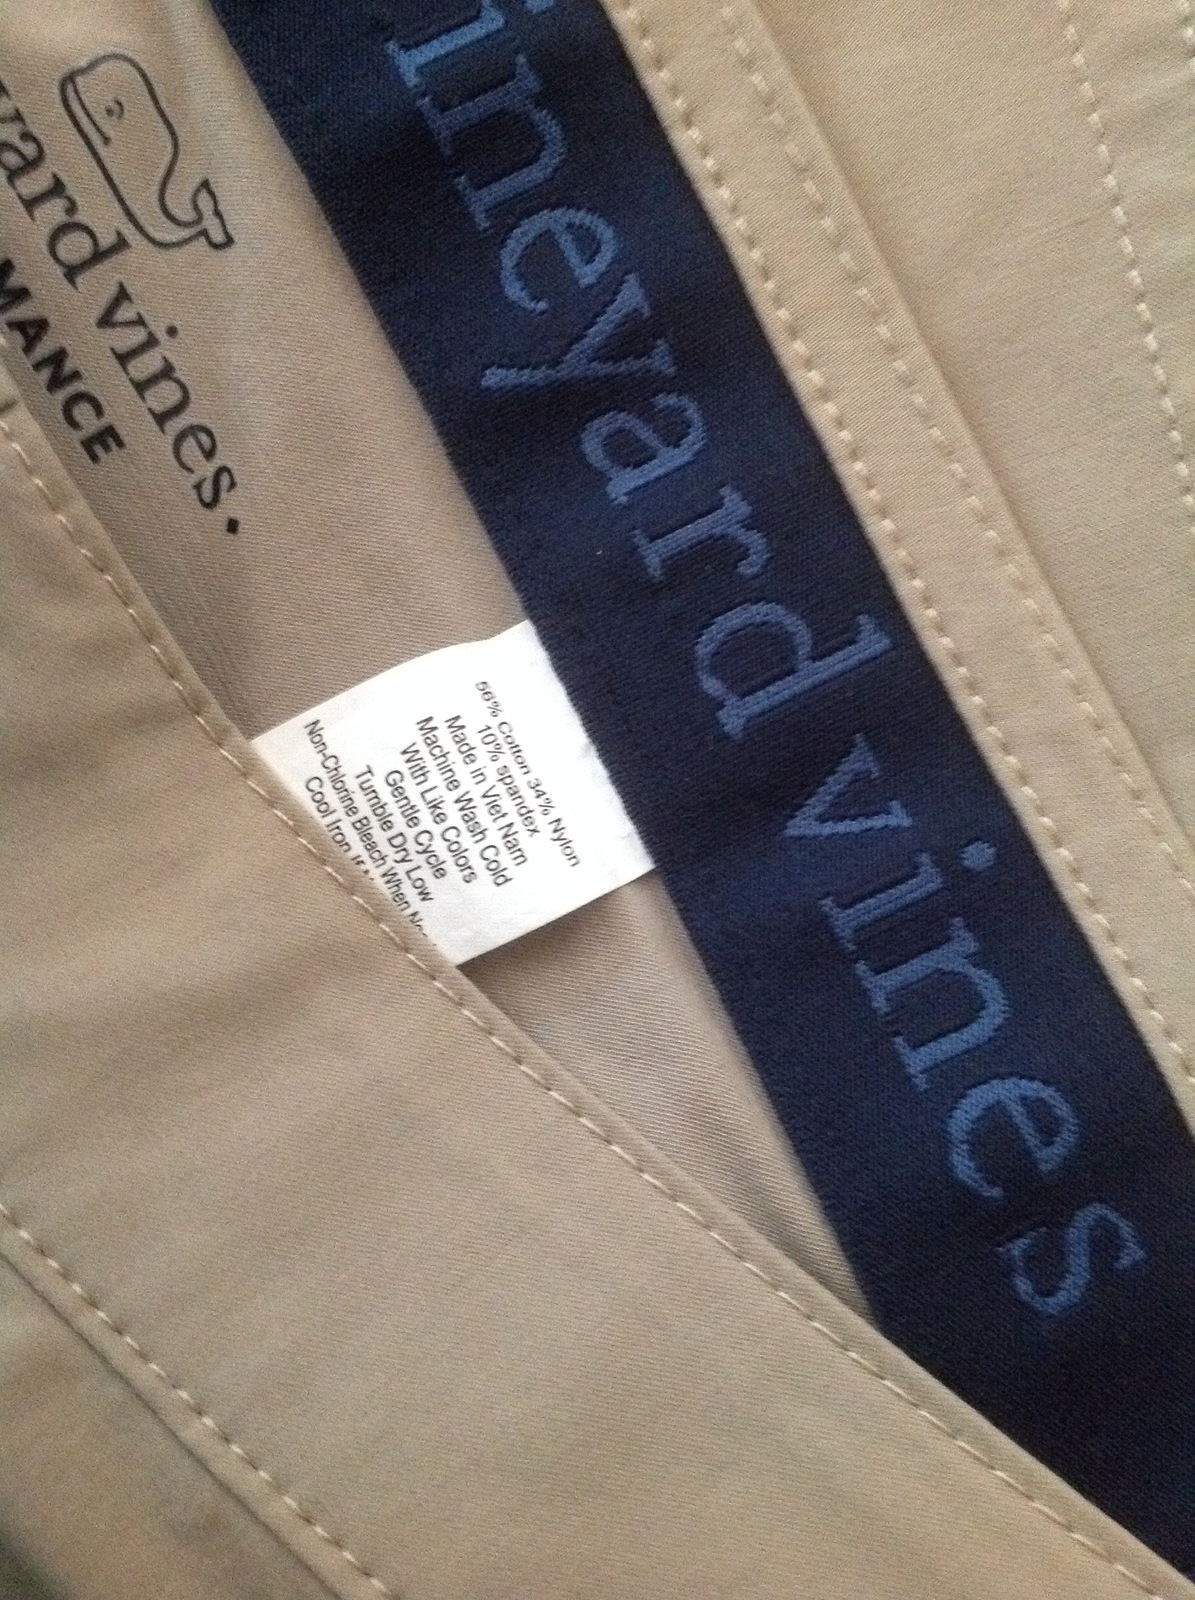 yard vines
MANCE
ineyard vines
56% Cotton 34% Nylon
10% spandex
Made in Viet Nam
Machine Wash Cold
With Like Colors
Gentle Cycle
Tumble Dry Low
Non-Chlorine Bleach When
Cool Iron